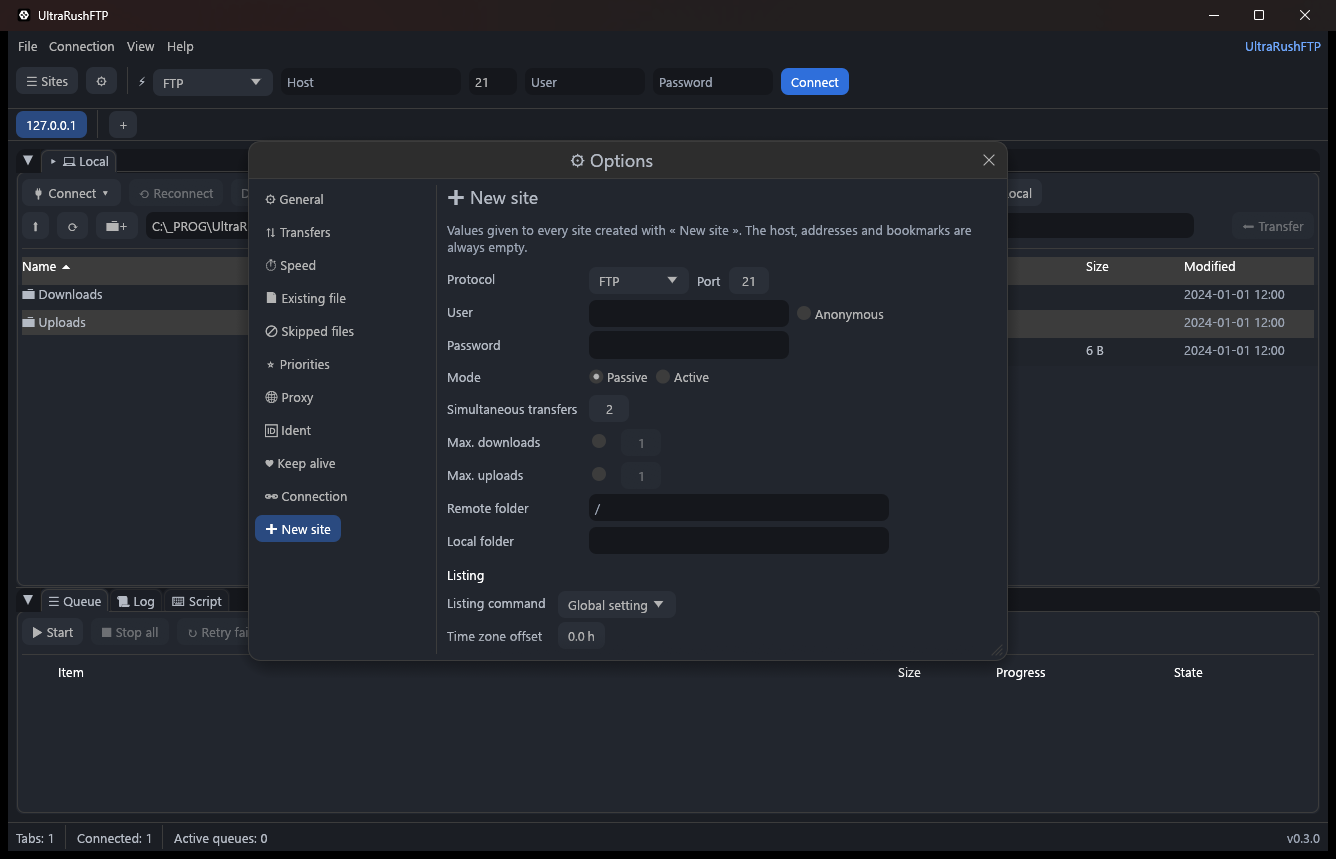 UltraRushFTP
File Connection View Help UltraRushFTP
Sites FTP Host 21 User Password Connect
127.0.0.1 +
Local
Connect Reconnect
C:\_PROG\UltraR Transfer
Name Size Modified
Downloads 2024-01-01 12:00
Uploads 2024-01-01 12:00
6 B 2024-01-01 12:00
Options
General
Transfers
Speed
Existing file
Skipped files
Priorities
Proxy
Ident
Keep alive
Connection
New site
New site
Values given to every site created with « New site ». The host, addresses and bookmarks are
always empty.
Protocol FTP Port 21
User Anonymous
Password
Mode Passive Active
Simultaneous transfers 2
Max. downloads 1
Max. uploads 1
Remote folder /
Local folder
Listing
Listing command Global setting
Time zone offset 0.0 h
Queue Log Script
Start Stop all Retry fai
Item Size Progress State
Tabs: 1 Connected: 1 Active queues: 0 v0.3.0